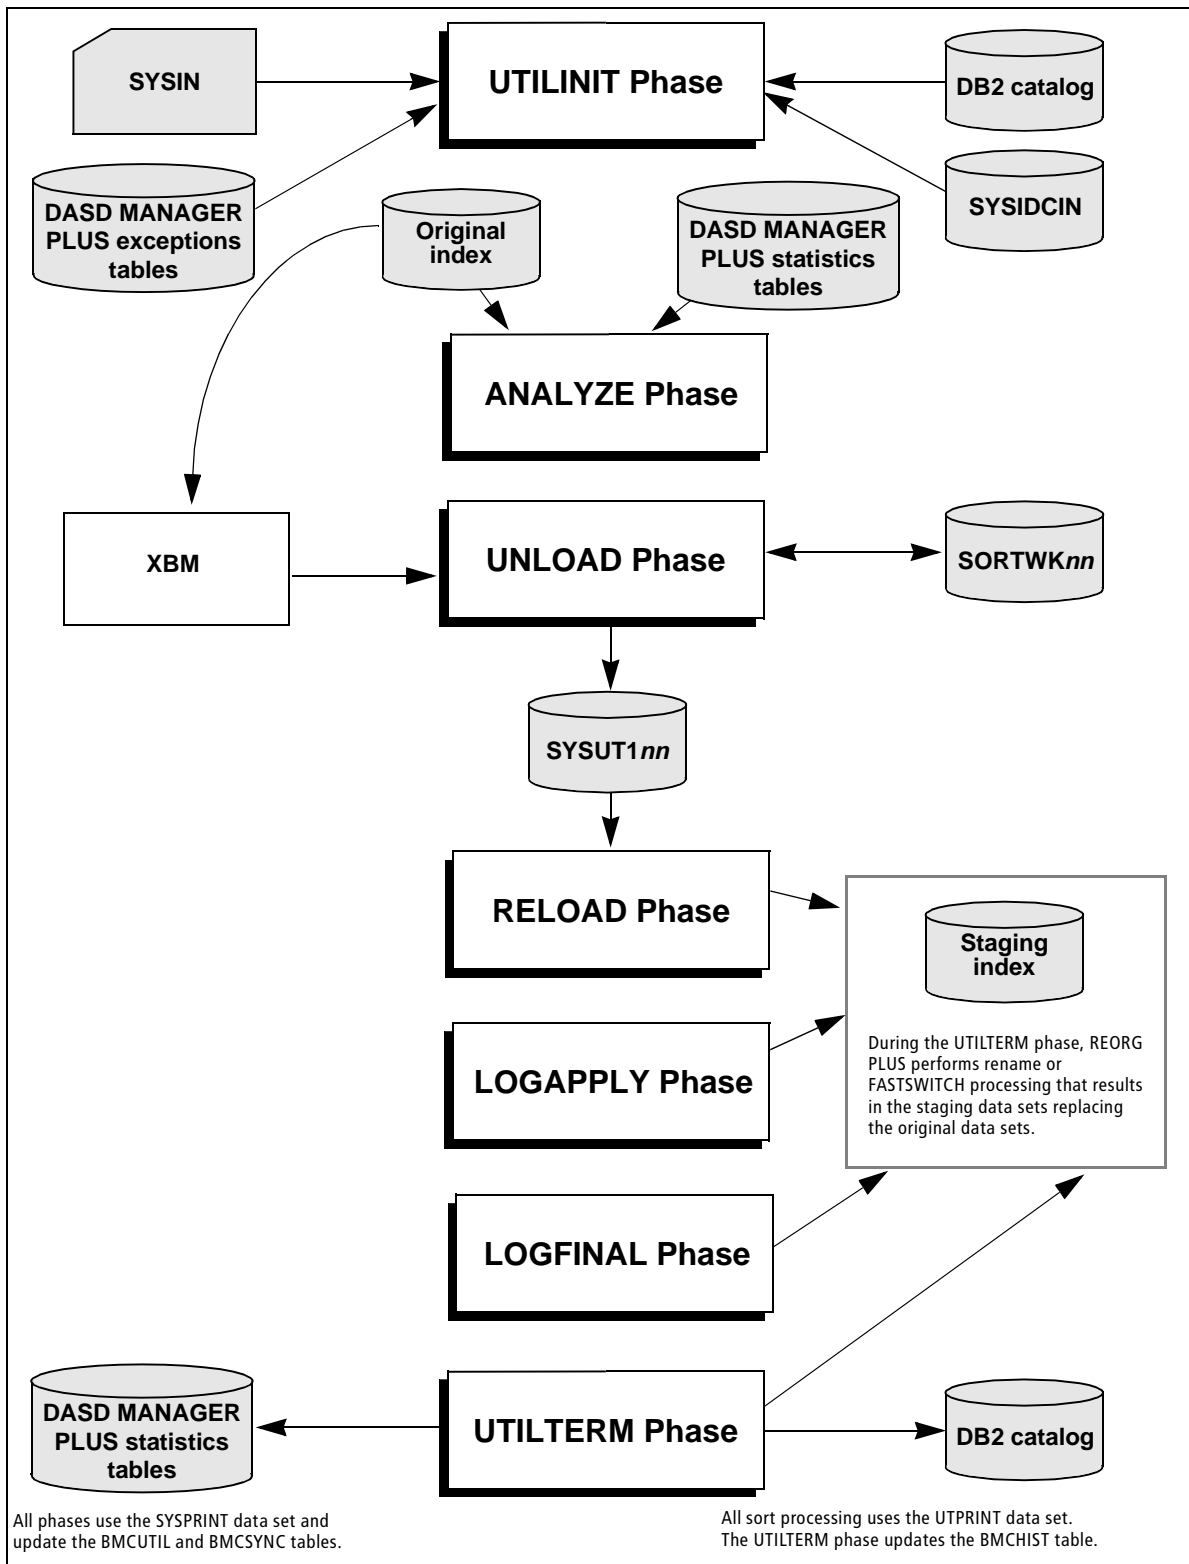 SYSIN
UTILINIT Phase
DB2 catalog
DASD MANAGER
PLUS exceptions
tables
Original
index
DASD MANAGER
PLUS statistics
tables
SYSIDCIN
ANALYZE Phase
XBM
UNLOAD Phase
SORTWKnn
SYSUT1nn
RELOAD Phase
Staging
index
During the UTILTERM phase, REORG
PLUS performs rename or
FASTSWITCH processing that results
in the staging data sets replacing
the original data sets.
LOGAPPLY Phase
LOGFINAL Phase
DASD MANAGER
PLUS statistics
tables
UTILTERM Phase
DB2 catalog
All phases use the SYSPRINT data set and
update the BMCUTIL and BMCSYNC tables.
All sort processing uses the UTPRINT data set.
The UTILTERM phase updates the BMCHIST table.